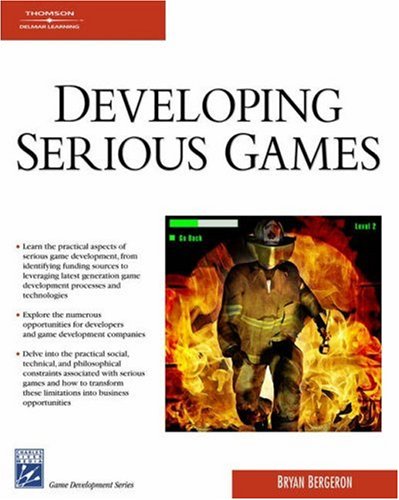 THOMSON
DELMAR LEARNING
DEVELOPING
SERIOUS GAMES
Level 2
Go Back
• Learn the practical aspects of
serious game development, from
identifying funding sources to
leveraging latest generation game
development processes and
technologies
• Explore the numerous
opportunities for developers
and game development companies
• Delve into the practical social,
technical, and philosophical
constraints associated with serious
games and how to transform
these limitations into business
opportunities
CHARLES
RIVER
MEDIA
Game Development Series
BRYAN BERGERON